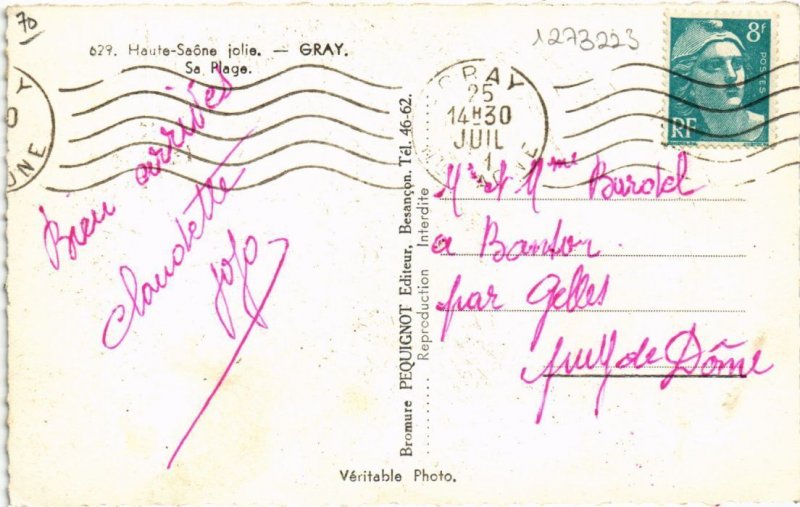 70
629. Haute-Saône jolie. — GRAY.
Sa Plage.
1273223
8f
POSTES
RF
GRAY
25
14H30
JUIL
Bien arrivés
Claudette
Jojo
Mr et Mme Burdel
a
par Gelles
puy de Dôme
Bromure PEQUIGNOT Editeur, Besançon. Tél. 46-62.
Reproduction Interdite
Véritable Photo.